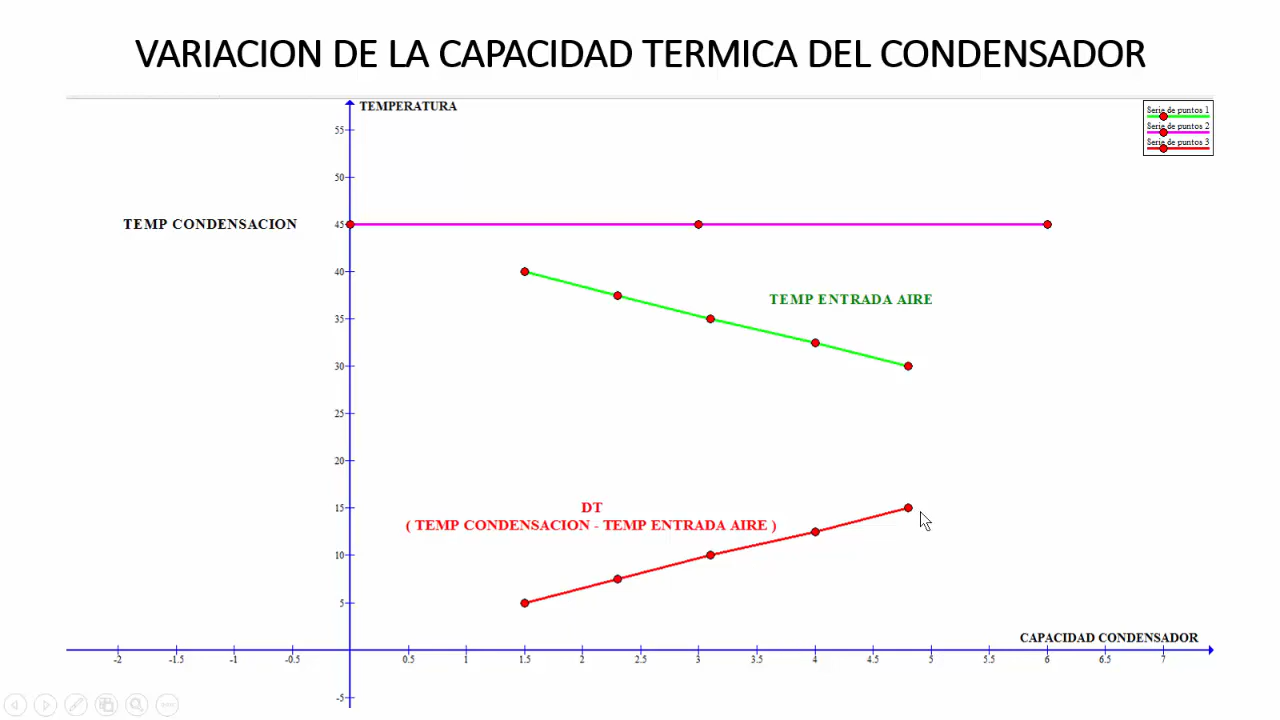 VARIACION DE LA CAPACIDAD TERMICA DEL CONDENSADOR
TEMPERATURA
Serie de puntos 1
Serie de puntos 2
Serie de puntos 3
55
50
TEMP CONDENSACION
45
40
TEMP ENTRADA AIRE
35
30
25
20
15
DT
( TEMP CONDENSACION - TEMP ENTRADA AIRE )
10
5
CAPACIDAD CONDENSADOR
-2 -1.5 -1 -0.5 0.5 1 1.5 2 2.5 3 3.5 4 4.5 5 5.5 6 6.5 7
-5